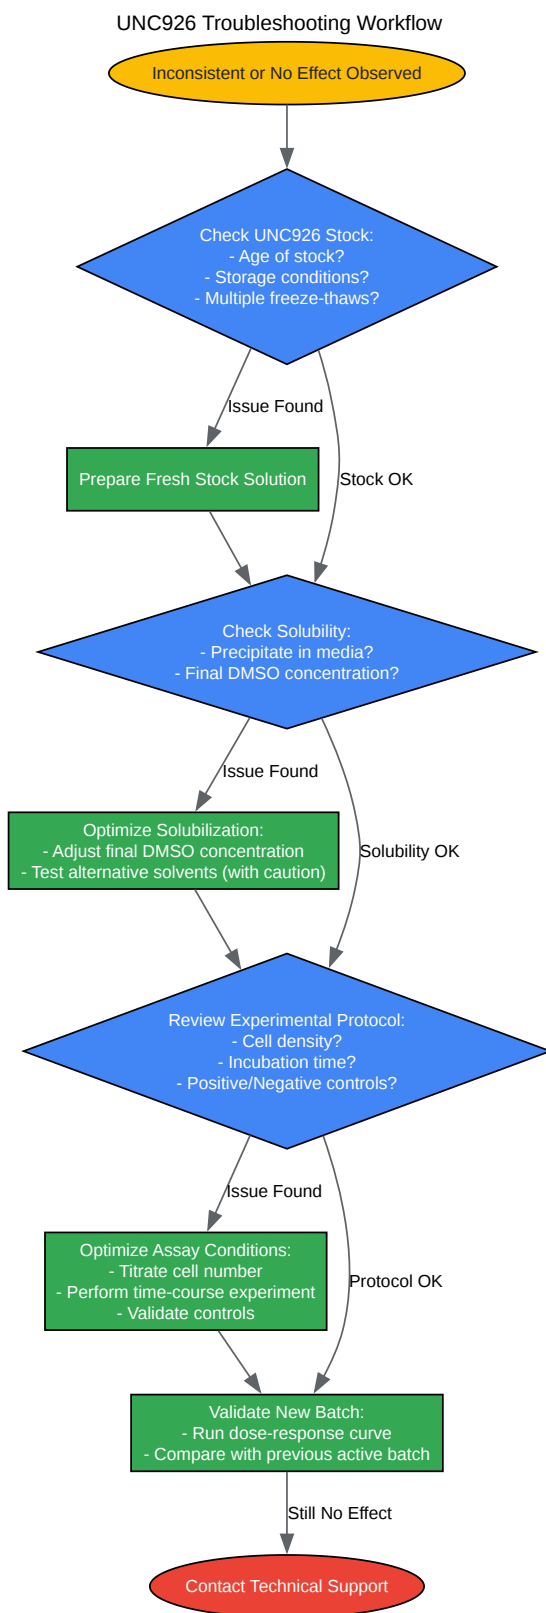 UNC926 Troubleshooting Workflow
Inconsistent or No Effect Observed
Check UNC926 Stock:
- Age of stock?
- Storage conditions?
- Multiple freeze-thaws?
Issue Found
Stock OK
Prepare Fresh Stock Solution
Check Solubility:
- Precipitate in media?
- Final DMSO concentration?
Issue Found
Solubility OK
Optimize Solubilization:
- Adjust final DMSO concentration
- Test alternative solvents (with caution)
Review Experimental Protocol:
- Cell density?
- Incubation time?
- Positive/Negative controls?
Issue Found
Protocol OK
Optimize Assay Conditions:
- Titrate cell number
- Perform time-course experiment
- Validate controls
Validate New Batch:
- Run dose-response curve
- Compare with previous active batch
Still No Effect
Contact Technical Support